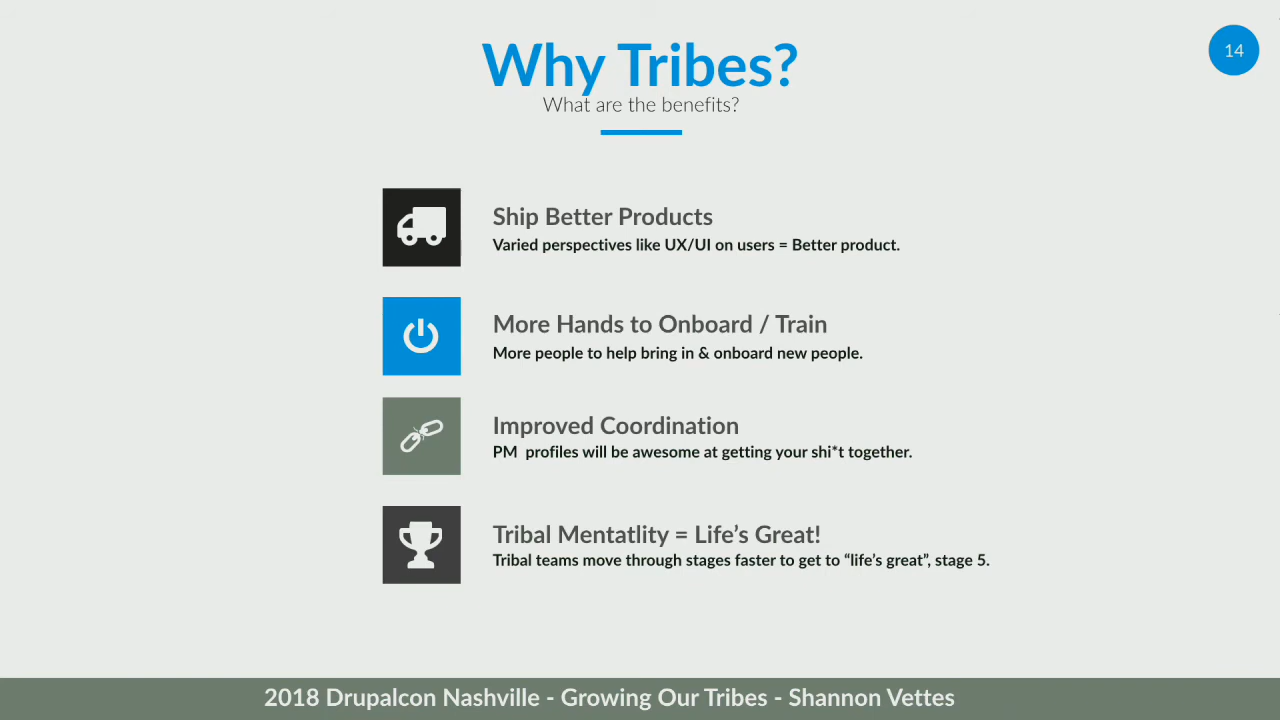 Why Tribes?
14
What are the benefits?
Ship Better Products
Varied perspectives like UX/UI on users = Better product.
More Hands to Onboard / Train
More people to help bring in & onboard new people.
Improved Coordination
PM  profiles will be awesome at getting your shi*t together.
Tribal Mentatlity = Life’s Great!
Tribal teams move through stages faster to get to “life’s great”, stage 5.
2018 Drupalcon Nashville - Growing Our Tribes - Shannon Vettes